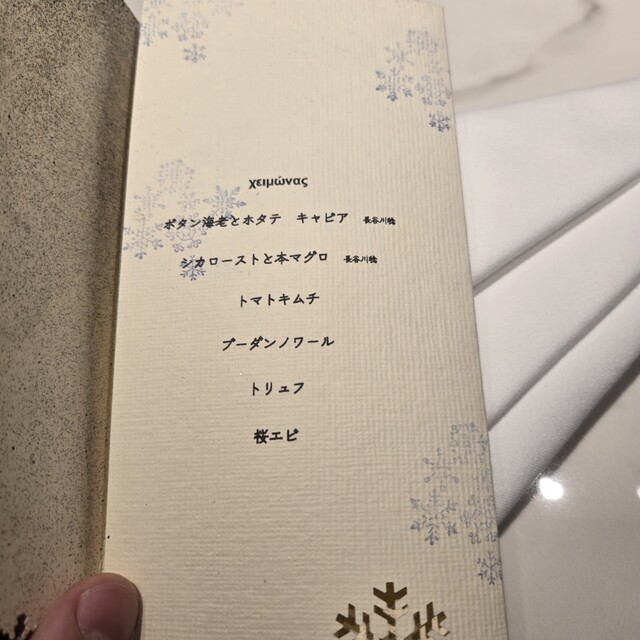 χειμώνας
ボタン海老とホタテ　キャビア　長谷川稔
シカローストと本マグロ　長谷川稔
トマトキムチ
ブーダンノワール
トリュフ
桜エビ